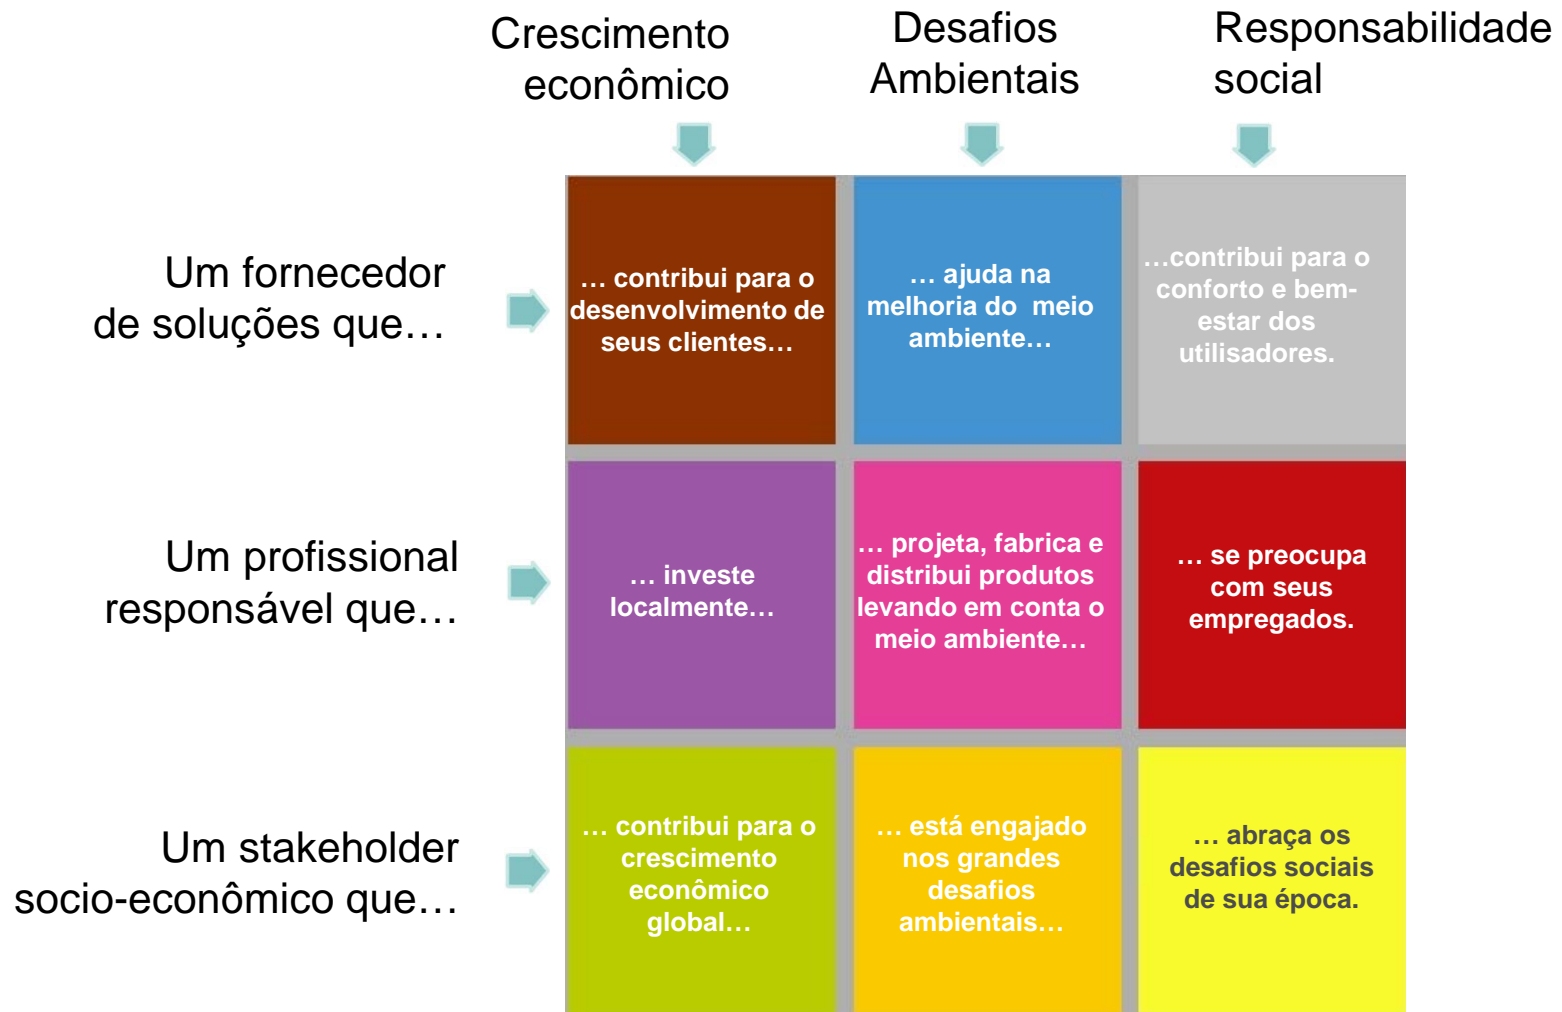 Crescimento
econômico
Desafios
Ambientais
Responsabilidade
social
Um fornecedor
de soluções que…
… contribui para o
desenvolvimento de
seus clientes…
… ajuda na
melhoria do meio
ambiente…
…contribui para o
conforto e bem-
estar dos
utilisadores.
Um profissional
responsável que…
… investe
localmente…
… projeta, fabrica e
distribui produtos
levando em conta o
meio ambiente…
… se preocupa
com seus
empregados.
Um stakeholder
socio-econômico que…
… contribui para o
crescimento
econômico
global…
… está engajado
nos grandes
desafios
ambientais…
… abraça os
desafios sociais
de sua época.